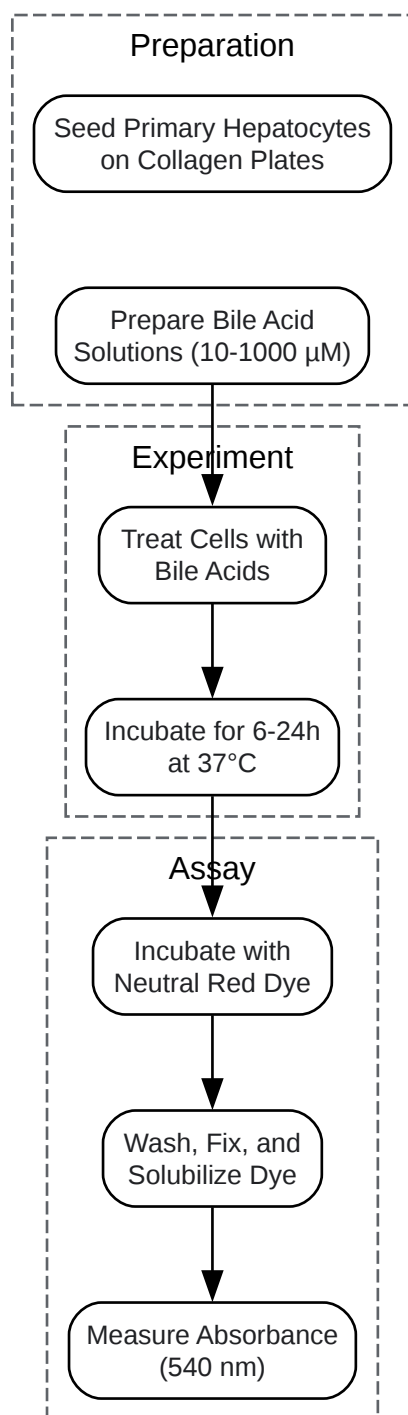 Preparation
Seed Primary Hepatocytes
on Collagen Plates
Prepare Bile Acid
Solutions (10-1000 µM)
Experiment
Treat Cells with
Bile Acids
Incubate for 6-24h
at 37°C
Assay
Incubate with
Neutral Red Dye
Wash, Fix, and
Solubilize Dye
Measure Absorbance
(540 nm)